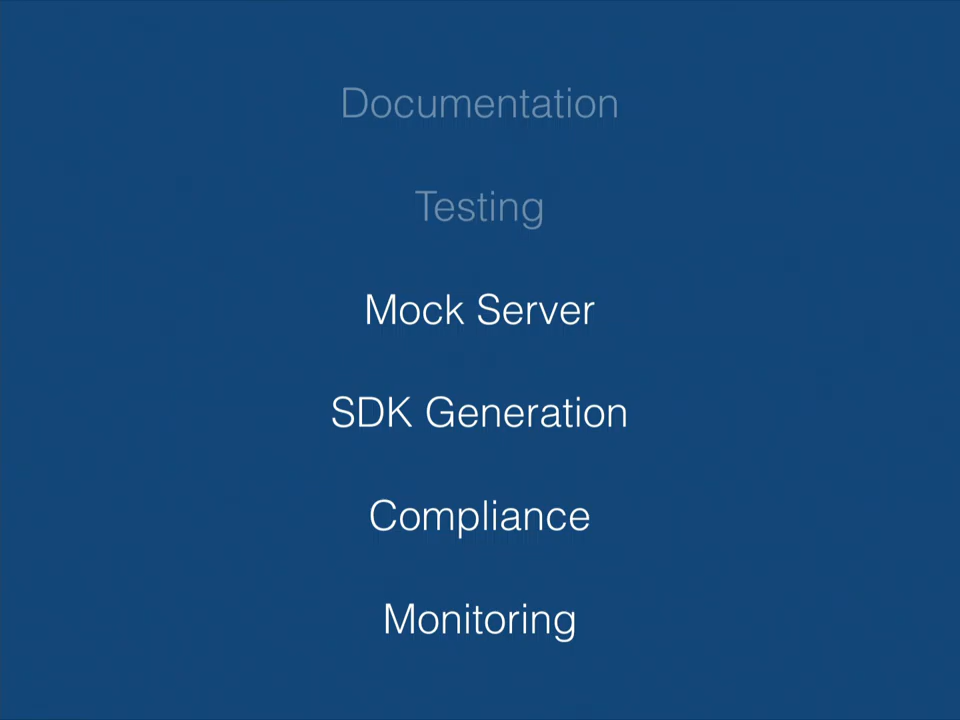 Documentation
Testing
Mock Server
SDK Generation
Compliance
Monitoring